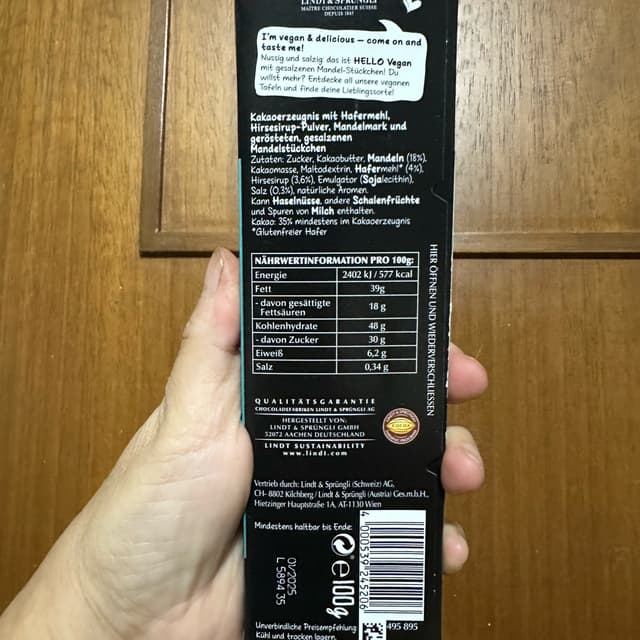 LINDT & SPRÜNGLI
MAÎTRE CHOCOLATIER SUISSE
DEPUIS 1845
I'm vegan & delicious – come on and
taste me!
Nussig und salzig: das ist HELLO Vegan
mit gesalzenen Mandel-Stückchen! Du
willst mehr? Entdecke all unsere veganen
Tafeln und finde deine Lieblingssorte!
Kakaoerzeugnis mit Hafermehl,
Hirsesirup-Pulver, Mandelmark und
gerösteten, gesalzenen
Mandelstückchen
Zutaten: Zucker, Kakaobutter, Mandeln (18%),
Kakaomasse, Maltodextrin, Hafermehl* (4%),
Hirsesirup (3,6%), Emulgator (Sojalecithin),
Salz (0,3%), natürliche Aromen.
Kann Haselnüsse, andere Schalenfrüchte
und Spuren von Milch enthalten.
Kakao: 35% mindestens im Kakaoerzeugnis
*Glutenfreier Hafer
HIER ÖFFNEN UND WIEDERVERSCHLIESSEN
NÄHRWERTINFORMATION PRO 100g:
Energie 2402 kJ / 577 kcal
Fett 39g
- davon gesättigte Fettsäuren 18 g
Kohlenhydrate 48 g
- davon Zucker 30 g
Eiweiß 6,2 g
Salz 0,34 g
QUALITÄTSGARANTIE
CHOCOLADEFABRIKEN LINDT & SPRÜNGLI AG
HERGESTELLT VON:
LINDT & SPRÜNGLI GMBH
52072 AACHEN DEUTSCHLAND
LINDT SUSTAINABILITY
www.lindt.com
Vertrieb durch: Lindt & Sprüngli (Schweiz) AG,
CH- 8802 Kilchberg / Lindt & Sprüngli (Austria) Ges.m.b.H.,
Hietzinger Hauptstraße 1A, AT-1130 Wien
Mindestens haltbar bis Ende:
01/2025
L 5894 35
e 100g
4 000539 245206
495 895
Unverbindliche Preisempfehlung
Kühl und trocken lagern.